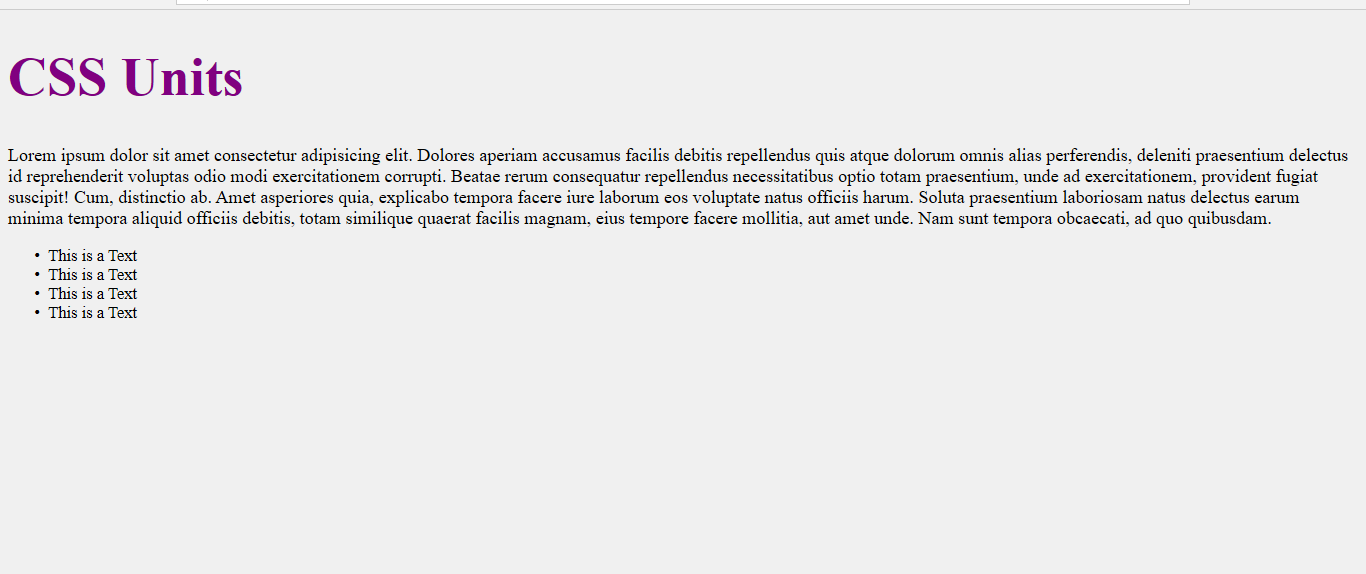 CSS Units
Lorem ipsum dolor sit amet consectetur adipisicing elit. Dolores aperiam accusamus facilis debitis repellendus quis atque dolorum omnis alias perferendis, deleniti praesentium delectus
id reprehenderit voluptas odio modi exercitationem corrupti. Beatae rerum consequatur repellendus necessitatibus optio totam praesentium, unde ad exercitationem, provident fugiat
suscipit! Cum, distinctio ab. Amet asperiores quia, explicabo tempora facere iure laborum eos voluptate natus officiis harum. Soluta praesentium laboriosam natus delectus earum
minima tempora aliquid officiis debitis, totam similique quaerat facilis magnam, eius tempore facere mollitia, aut amet unde. Nam sunt tempora obcaecati, ad quo quibusdam.
• This is a Text
• This is a Text
• This is a Text
• This is a Text